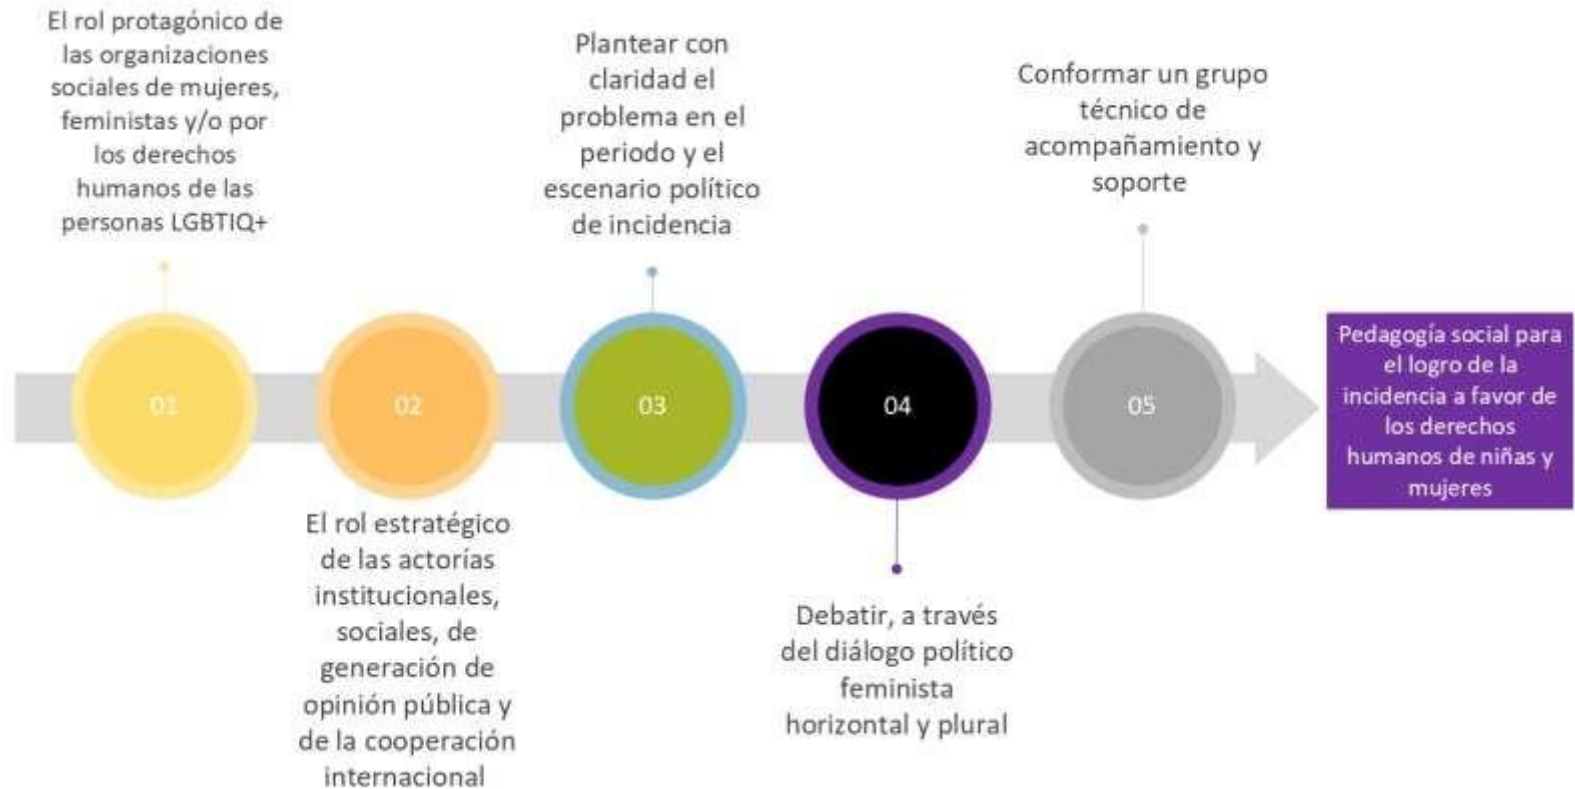 El rol protagónico de
las organizaciones
sociales de mujeres,
feministas y/o por
los derechos
humanos de las
personas LGBTIQ+
01
02
El rol estratégico
de las actorías
institucionales,
sociales, de
generación de
opinión pública y
de la cooperación
internacional
Plantear con
claridad el
problema en el
periodo y el
escenario político
de incidencia
03
04
Debatir, a través
del diálogo político
feminista
horizontal y plural
Conformar un grupo
técnico de
acompañamiento y
soporte
05
Pedagogía social para
el logro de la
incidencia a favor de
los derechos
humanos de niñas y
mujeres